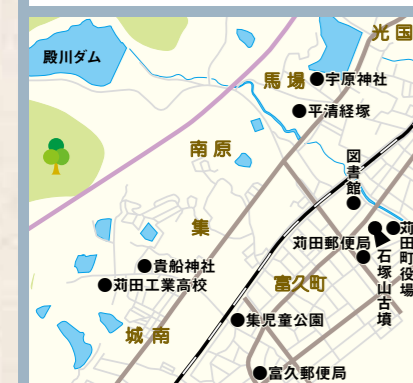 光国
殿川ダム
馬場
宇原神社
平清経塚
南原
図書館
集
苅田郵便局
石塚山古墳
苅田町役場
貴船神社
苅田工業高校
富久町
集児童公園
城南
富久郵便局